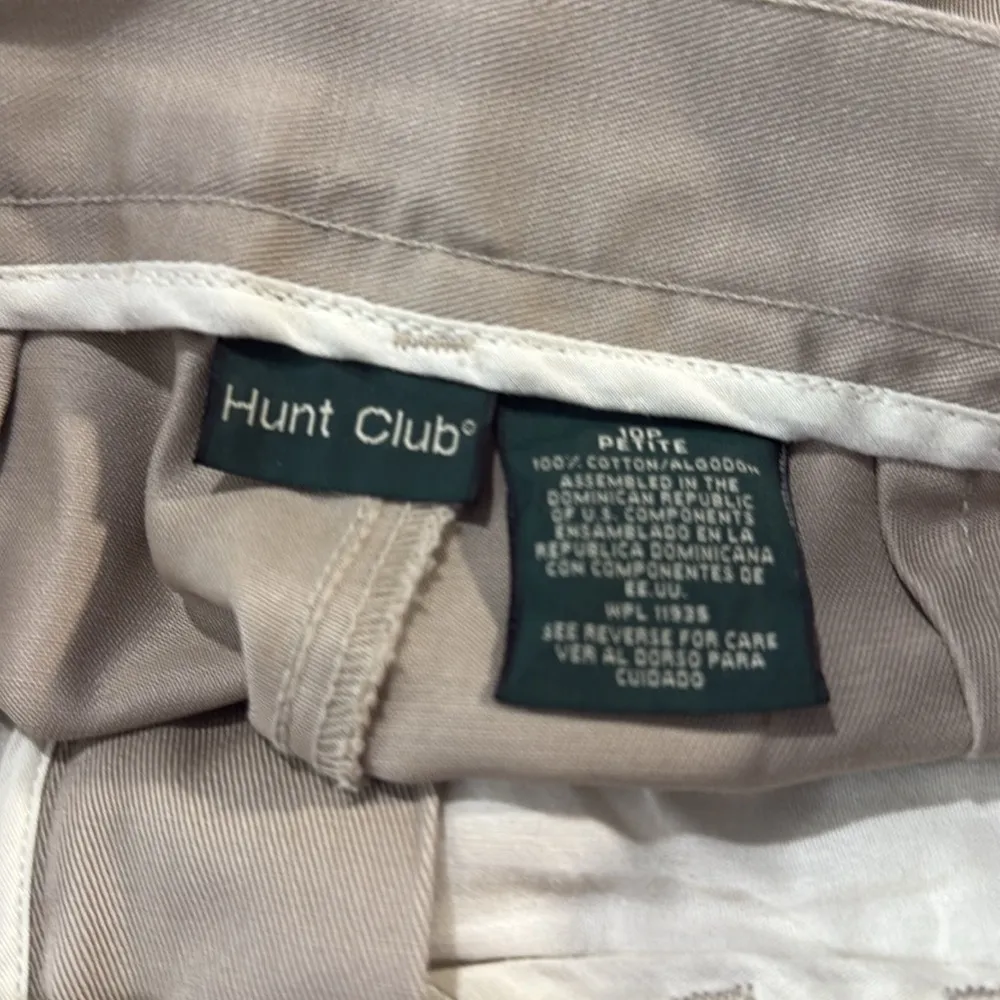 Hunt Club©
10P
PETITE
100% COTTON/ALGODON
ASSEMBLED IN THE
DOMINICAN REPUBLIC
OF U.S. COMPONENTS
ENSAMBLADO EN LA
REPUBLICA DOMINICANA
CON COMPONENTES DE
EE.UU.
WPL 11935
SEE REVERSE FOR CARE
VER AL DORSO PARA
CUIDADO